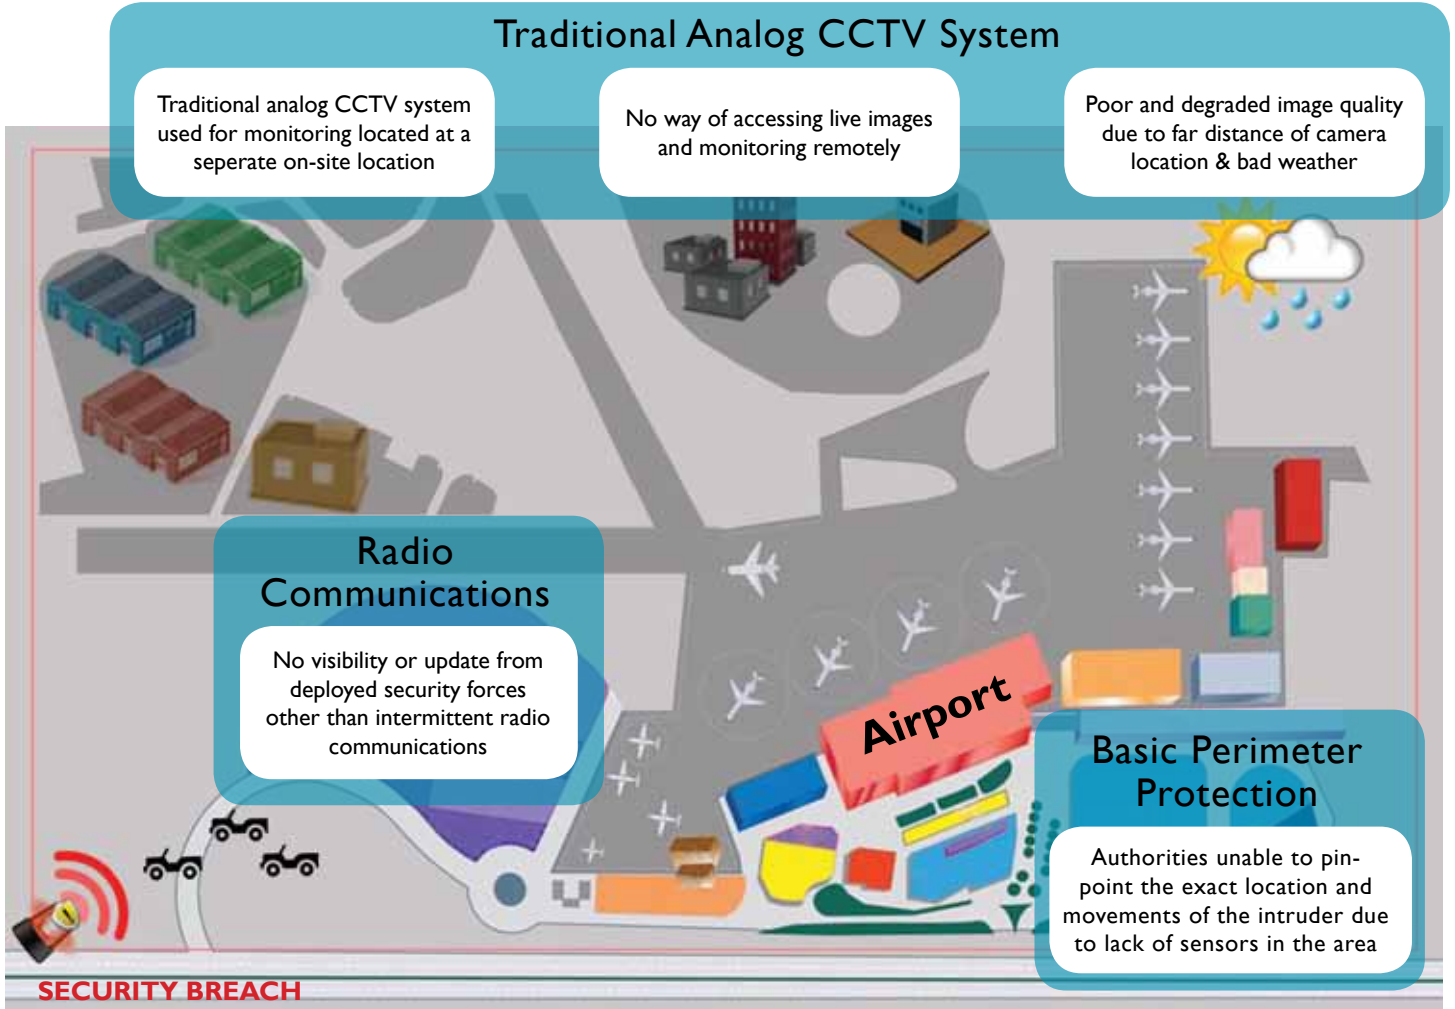 Traditional Analog CCTV System
Traditional analog CCTV system
used for monitoring located at a
seperate on-site location
No way of accessing live images
and monitoring remotely
Poor and degraded image quality
due to far distance of camera
location & bad weather
Radio
Communications
No visibility or update from
deployed security forces
other than intermittent radio
communications
Airport
Basic Perimeter
Protection
Authorities unable to pin-
point the exact location and
movements of the intruder due
to lack of sensors in the area
SECURITY BREACH